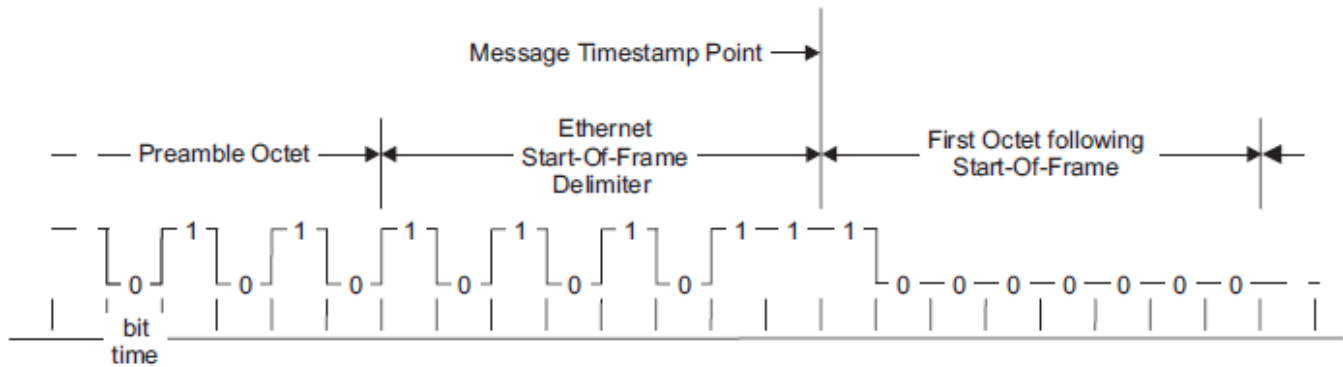 Message Timestamp Point
Preamble Octet
Ethernet
Start-Of-Frame
Delimiter
First Octet following
Start-Of-Frame
1 1 1 1 1 1 1 1
0 0 0 0 0 0 0 0 0 0 0 0 0
bit
time